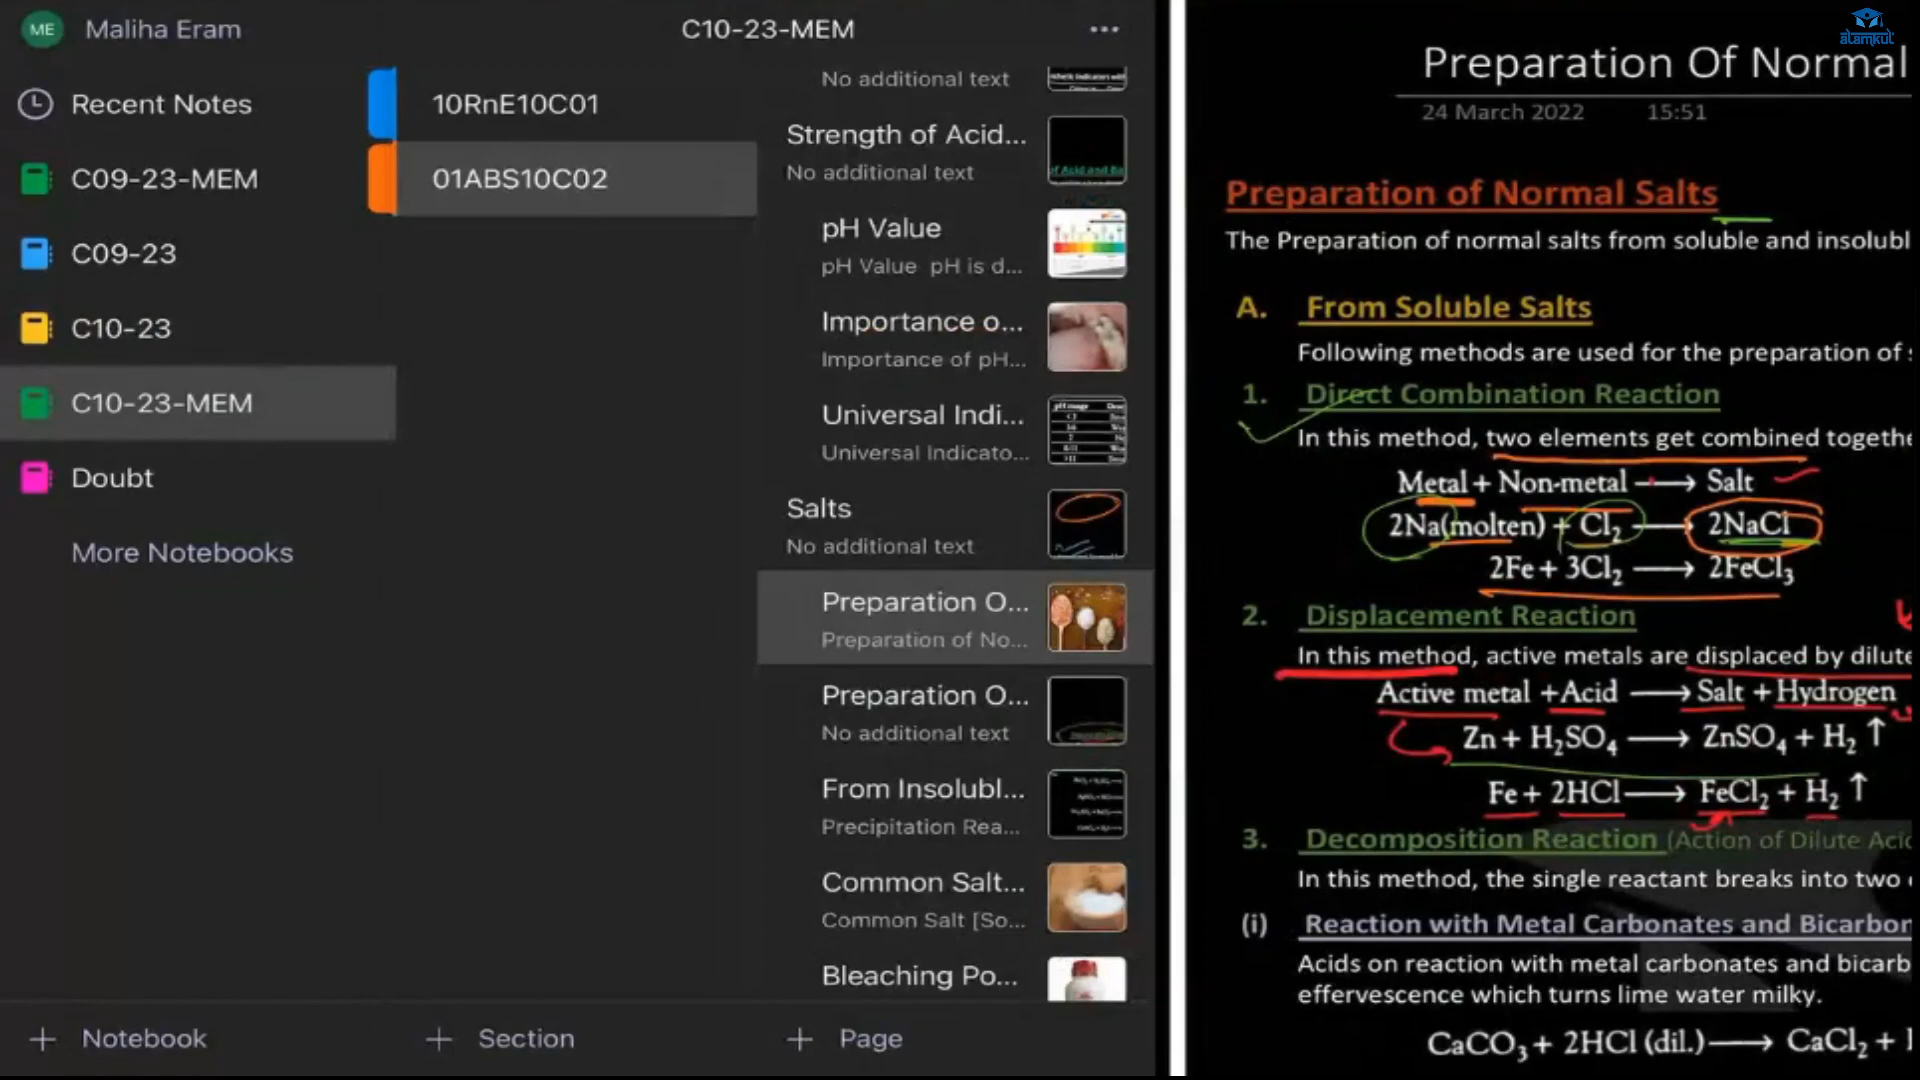 ME Maliha Eram
C10-23-MEM
Recent Notes
C09-23-MEM
C09-23
C10-23
C10-23-MEM
Doubt
More Notebooks
10RnE10C01
01ABS10C02
No additional text
Strength of Acid...
No additional text
pH Value
pH Value pH is d...
Importance o...
Importance of pH...
Universal Indi...
Universal Indicato...
Salts
No additional text
Preparation O...
Preparation of No...
Preparation O...
No additional text
From Insolubl...
Precipitation Rea...
Common Salt...
Common Salt [So...
Bleaching Po...
+ Notebook
+ Section
+ Page
alamkul
Preparation Of Normal
24 March 2022 15:51
Preparation of Normal Salts
The Preparation of normal salts from soluble and insolubl
A. From Soluble Salts
Following methods are used for the preparation of
1. Direct Combination Reaction
In this method, two elements get combined togethe
Metal + Non-metal ⟶ Salt
2Na(molten) + Cl₂ ⟶ 2NaCl
2Fe + 3Cl₂ ⟶ 2FeCl₃
2. Displacement Reaction
In this method, active metals are displaced by dilute
Active metal +Acid ⟶ Salt + Hydrogen
Zn + H₂SO₄ ⟶ ZnSO₄ + H₂ ↑
Fe + 2HCl ⟶ FeCl₂ + H₂ ↑
3. Decomposition Reaction (Action of Dilute Acid
In this method, the single reactant breaks into two
(i) Reaction with Metal Carbonates and Bicarbon
Acids on reaction with metal carbonates and bicarb
effervescence which turns lime water milky.
CaCO₃ + 2HCl (dil.) ⟶ CaCl₂ +